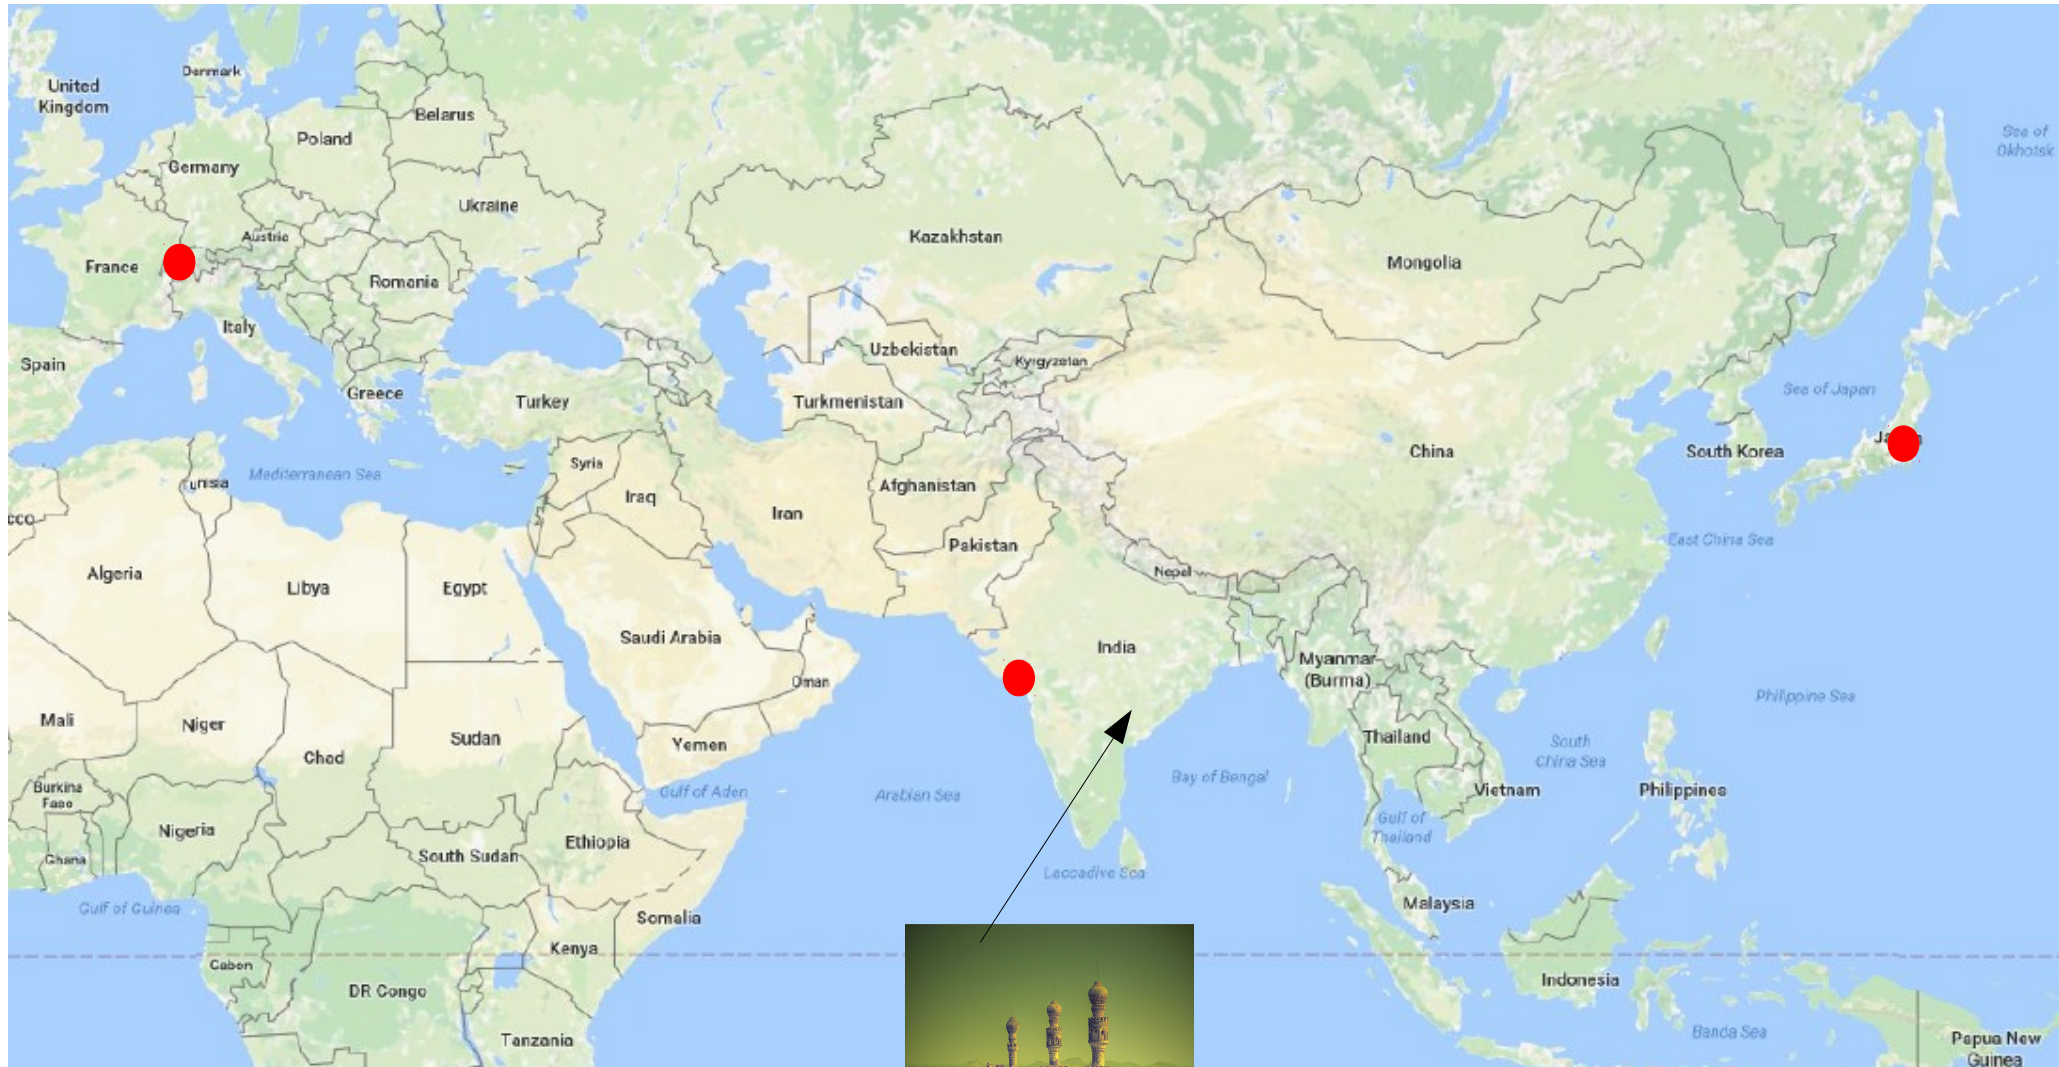 United
Kingdom
Denmark
Belarus
Poland
Germany
Ukraine
Austria
France
Romania
Italy
Spain
Greece
Turkey
Kazakhstan
Mongolia
Sea of
Okhotsk
Uzbekistan
Kyrgyzstan
Turkmenistan
China
Sea of Japan
South Korea
East China Sea
Mediterranean Sea
Tunisia
Syria
Iraq
Iran
Afghanistan
Pakistan
Nepal
Algeria
Libya
Egypt
Saudi Arabia
Oman
India
Myanmar
(Burma)
Philippine Sea
Mali
Niger
Chad
Sudan
Yemen
Gulf of Aden
Arabian Sea
Bay of Bengal
Thailand
South
China Sea
Vietnam
Philippines
Burkina
Faso
Nigeria
Ghana
South Sudan
Ethiopia
Gulf of
Thailand
Laccadive Sea
Malaysia
Gulf of Guinea
Somalia
Kenya
Gabon
DR Congo
Indonesia
Tanzania
Banda Sea
Papua New
Guinea